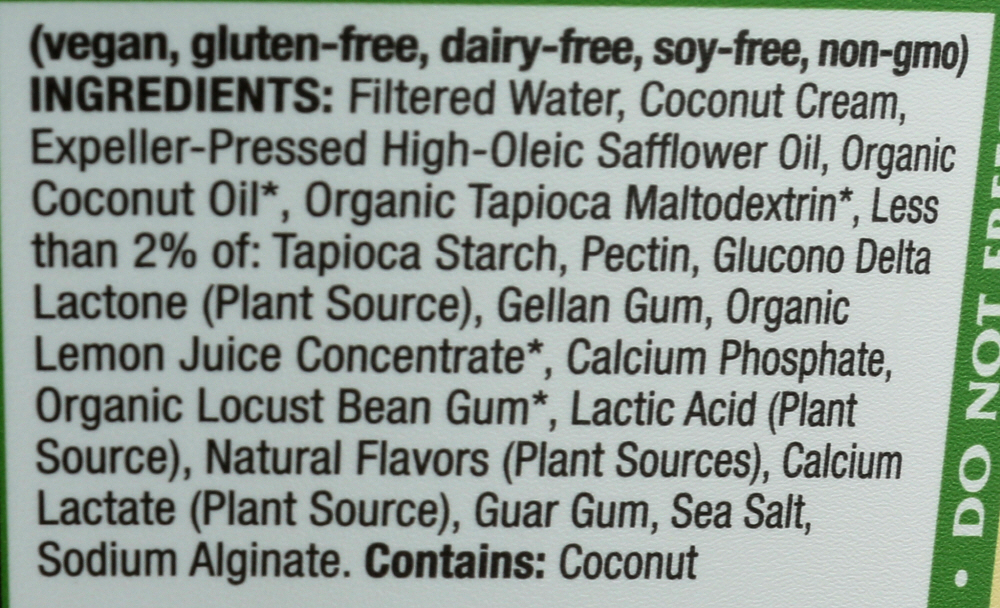 (vegan, gluten-free, dairy-free, soy-free, non-gmo)
INGREDIENTS: Filtered Water, Coconut Cream,
Expeller-Pressed High-Oleic Safflower Oil, Organic
Coconut Oil*, Organic Tapioca Maltodextrin*, Less
than 2% of: Tapioca Starch, Pectin, Glucono Delta
Lactone (Plant Source), Gellan Gum, Organic
Lemon Juice Concentrate*, Calcium Phosphate,
Organic Locust Bean Gum*, Lactic Acid (Plant
Source), Natural Flavors (Plant Sources), Calcium
Lactate (Plant Source), Guar Gum, Sea Salt,
Sodium Alginate. Contains: Coconut
• DO NOT